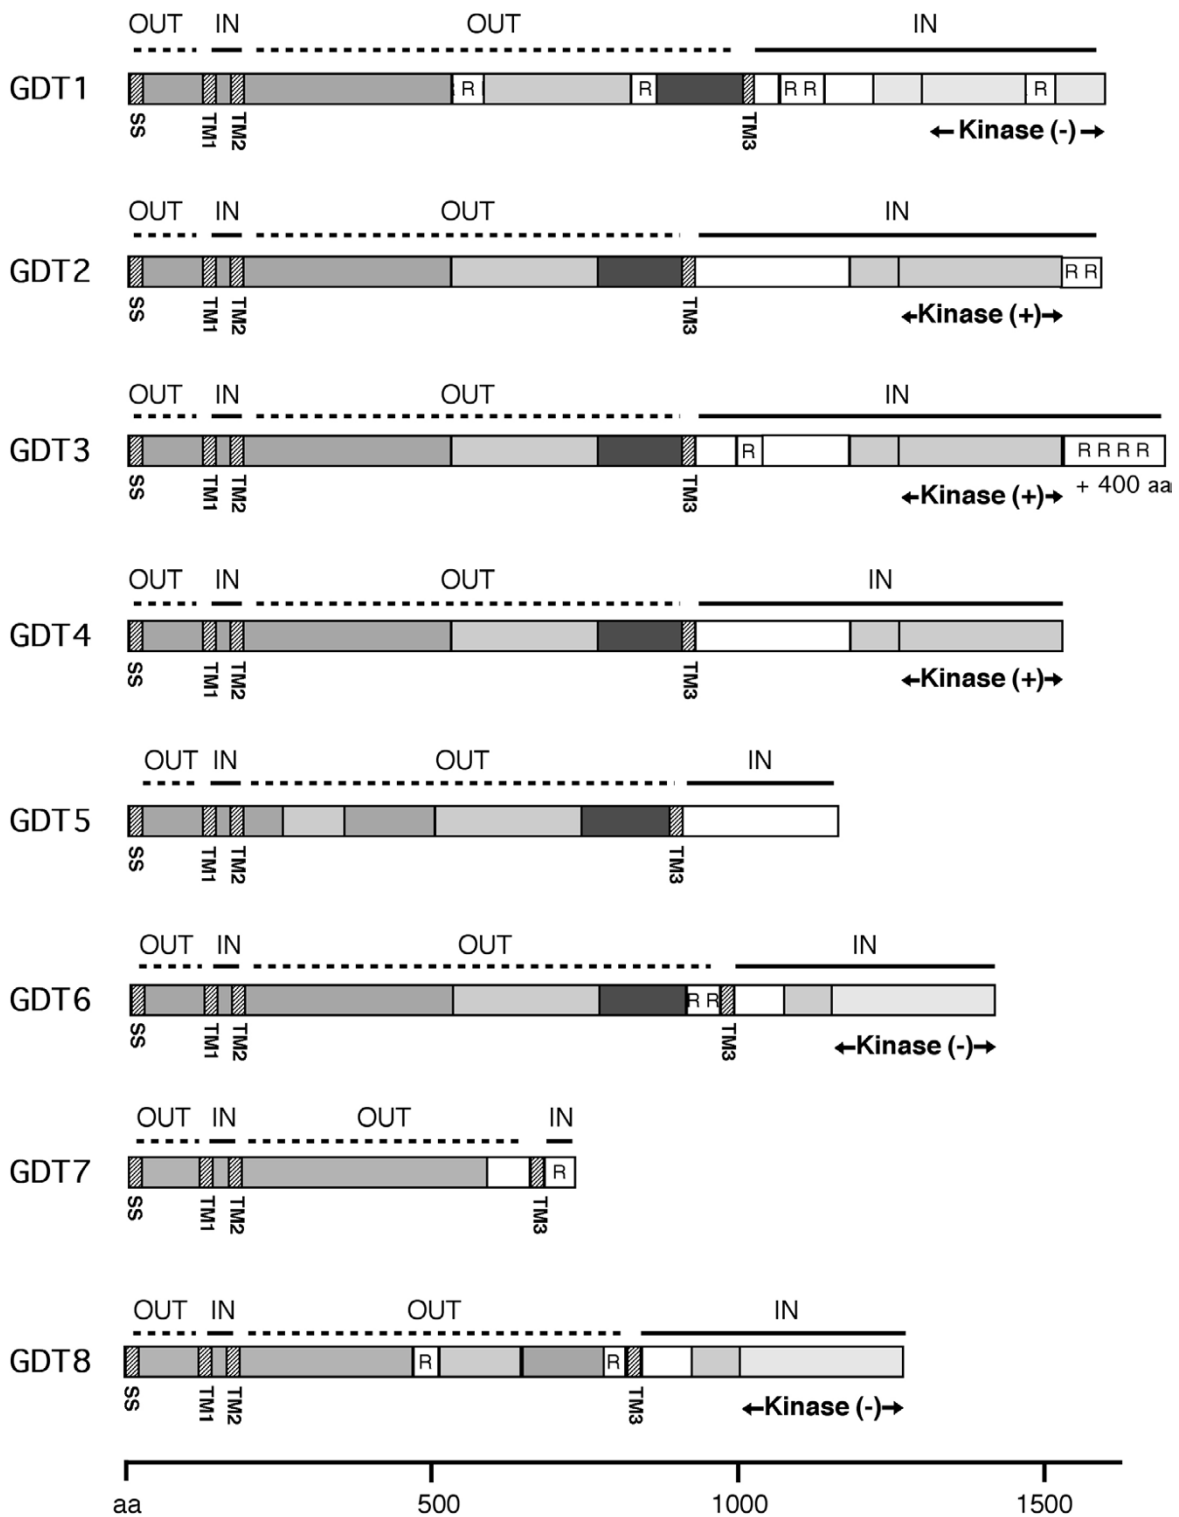 OUT IN OUT IN
GDT1 R R R R R
SS TM1 TM2 TM3 Kinase (-)
OUT IN OUT IN
GDT2 R R
SS TM1 TM2 TM3 Kinase (+)
OUT IN OUT IN
GDT3 R R R R R
SS TM1 TM2 TM3 Kinase (+) + 400 aa
OUT IN OUT IN
GDT4
SS TM1 TM2 TM3 Kinase (+)
OUT IN OUT IN
GDT5
SS TM1 TM2 TM3
OUT IN OUT IN
GDT6 R R
SS TM1 TM2 TM3 Kinase (-)
OUT IN OUT IN
GDT7 R
SS TM1 TM2 TM3
OUT IN OUT IN
GDT8 R R
SS TM1 TM2 TM3 Kinase (-)
aa 500 1000 1500